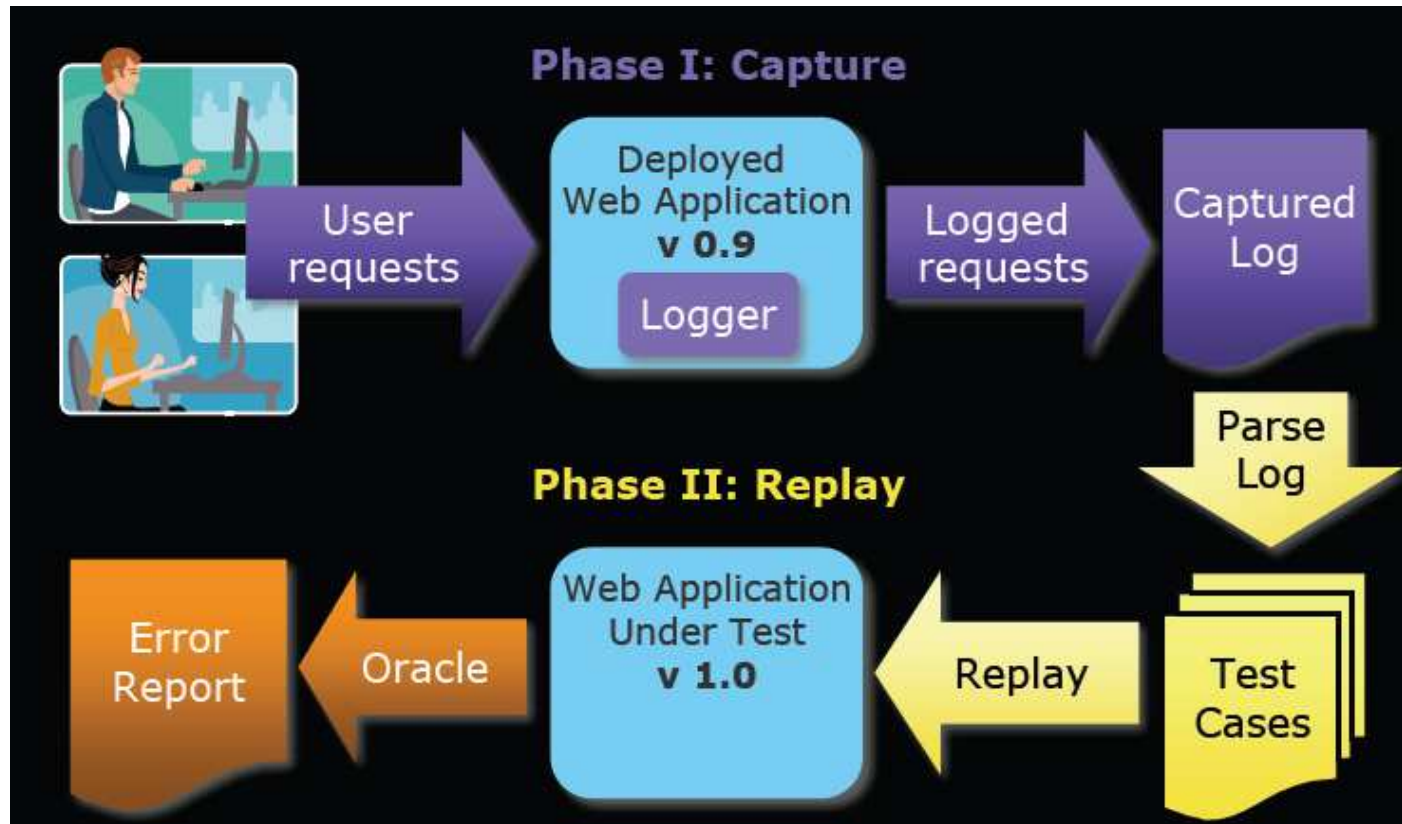 Phase I: Capture
User
requests
Deployed
Web Application
v 0.9
Logger
Logged
requests
Captured
Log
Parse
Log
Phase II: Replay
Test
Cases
Replay
Web Application
Under Test
v 1.0
Oracle
Error
Report